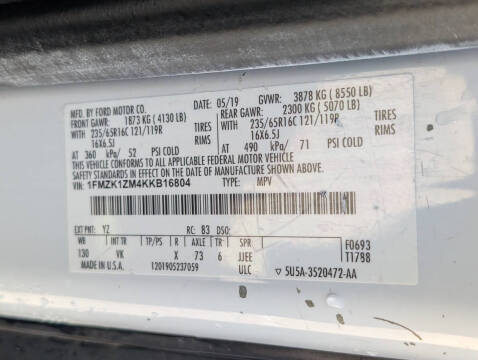 MFD. BY FORD MOTOR CO.
DATE: 05/19 GVWR: 3878 KG ( 8550 LB)
FRONT GAWR: 1873 KG ( 4130 LB) REAR GAWR: 2300 KG ( 5070 LB)
WITH 235/65R16C 121/119R TIRES WITH 235/65R16C 121/119R TIRES
16X6.5J RIMS 16X6.5J RIMS
AT 360 kPa/ 52 PSI COLD AT 490 kPa/ 71 PSI COLD
THIS VEHICLE CONFORMS TO ALL APPLICABLE FEDERAL MOTOR VEHICLE
SAFETY STANDARDS IN EFFECT ON THE DATE OF MANUFACTURE SHOWN ABOVE.
VIN: 1FMZK1ZM4KKB16804 TYPE: MPV
EXT PNT: YZ RC: 83 DSO: F0693
WB INT TR TP/PS R AXLE TR SPR T1788
130 VK X 73 6 JJEE
MADE IN U.S.A. 1201905237059 ULC ▽ 5U5A-3520472-AA